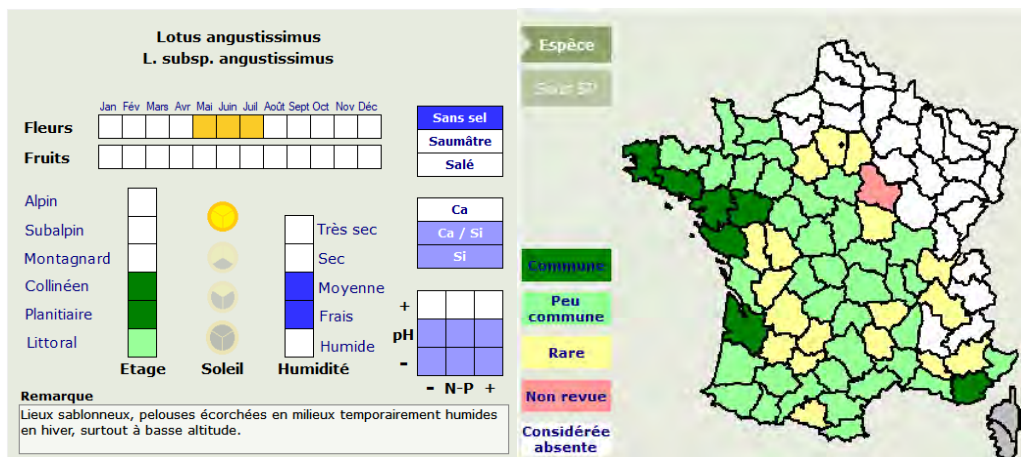 Lotus angustissimus
L. subsp. angustissimus
Jan Fév Mars Avr Mai Juin Juil Août Sept Oct Nov Déc
Fleurs
Fruits
Sans sel
Saumâtre
Salé
Alpin
Subalpin
Montagnard
Collinéen
Planitiaire
Littoral
Etage
Soleil
Très sec
Sec
Moyenne
Frais
Humide
Humidité
Ca
Ca / Si
Si
+
pH
-
- N-P +
Remarque
Lieux sablonneux, pelouses écorchées en milieux temporairement humides
en hiver, surtout à basse altitude.
Espèce
Sous SP
Commune
Peu
commune
Rare
Non revue
Considérée
absente